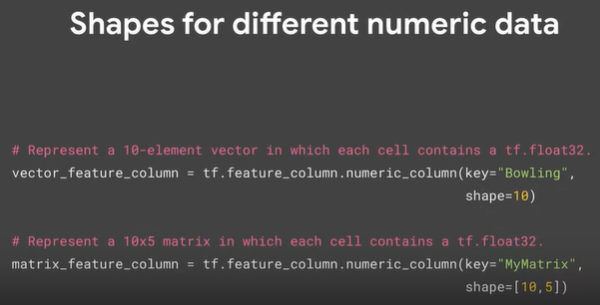 Shapes for different numeric data
# Represent a 10-element vector in which each cell contains a tf.float32.
vector_feature_column = tf.feature_column.numeric_column(key="Bowling",
shape=10)
# Represent a 10x5 matrix in which each cell contains a tf.float32.
matrix_feature_column = tf.feature_column.numeric_column(key="MyMatrix",
shape=[10,5])